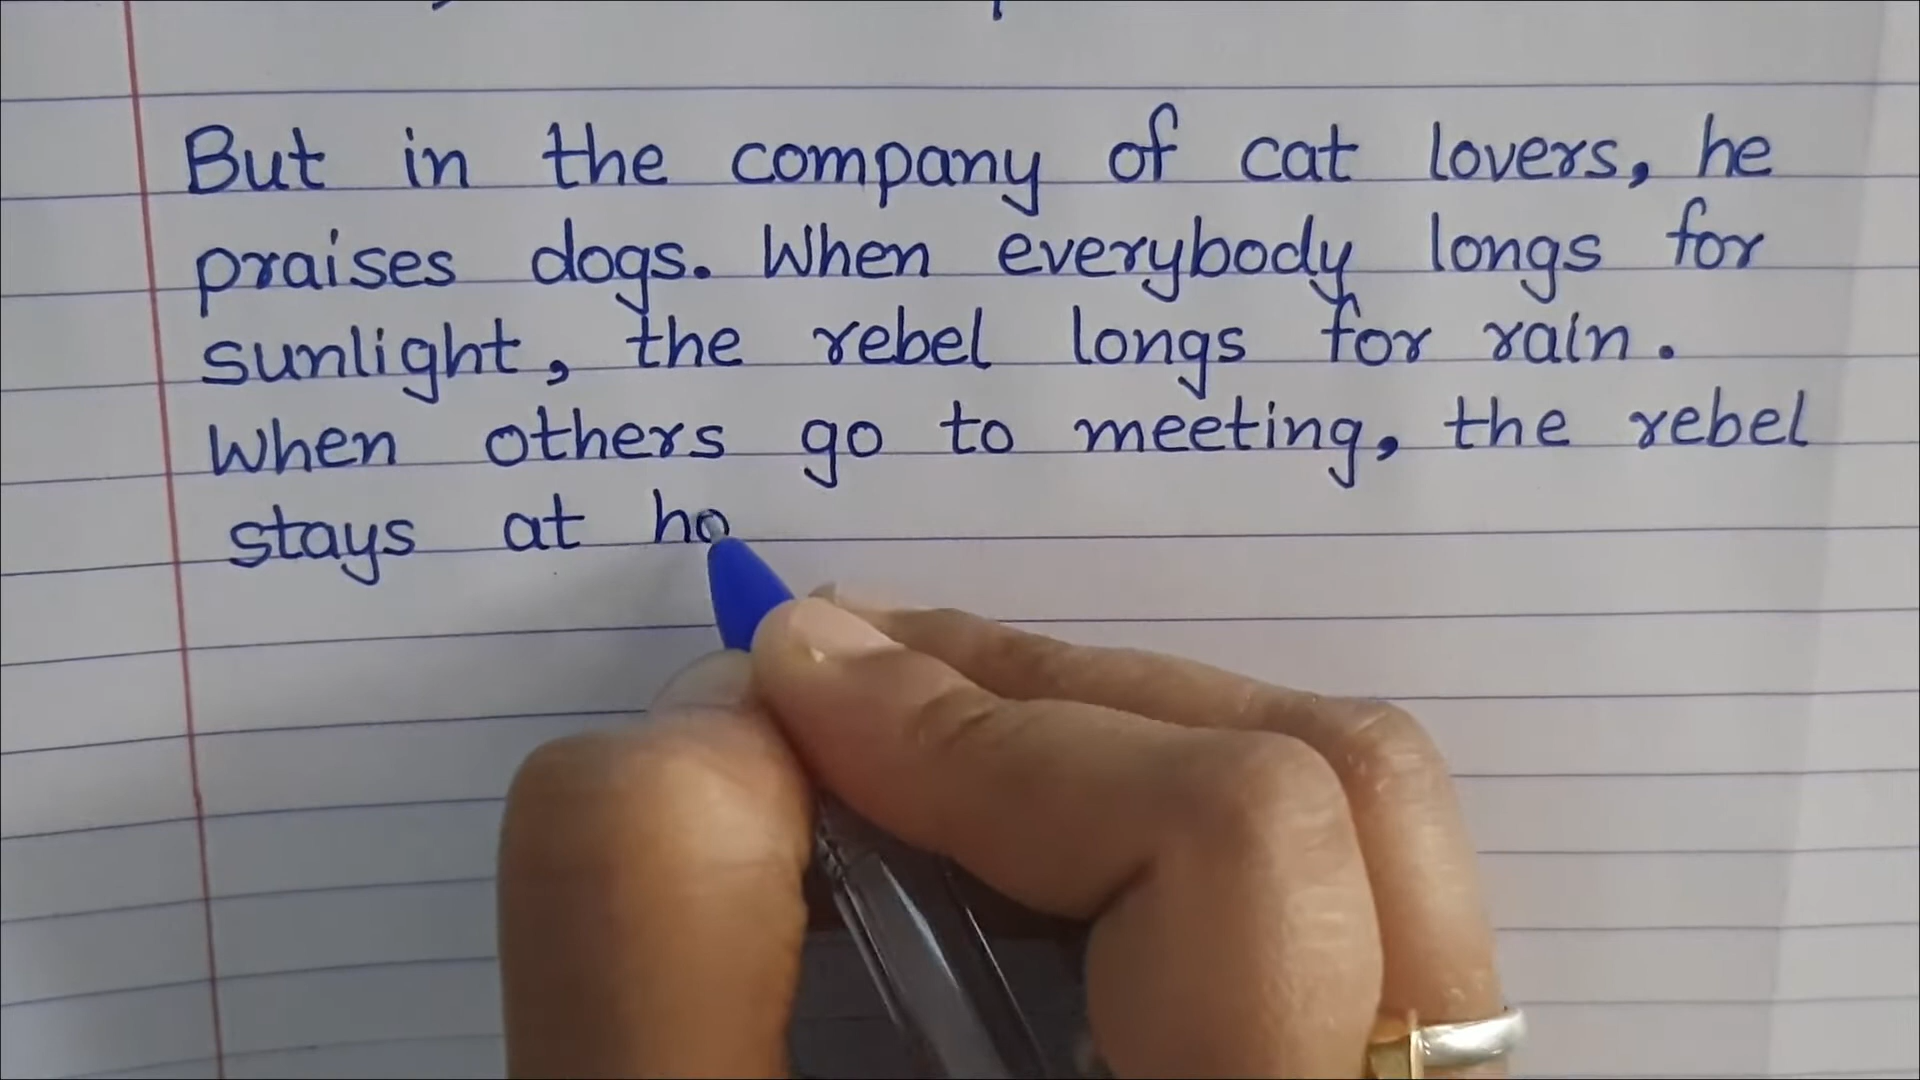 But in the company of cat lovers, he
praises dogs. When everybody longs for
sunlight, the rebel longs for rain.
When others go to meeting, the rebel
stays at ho